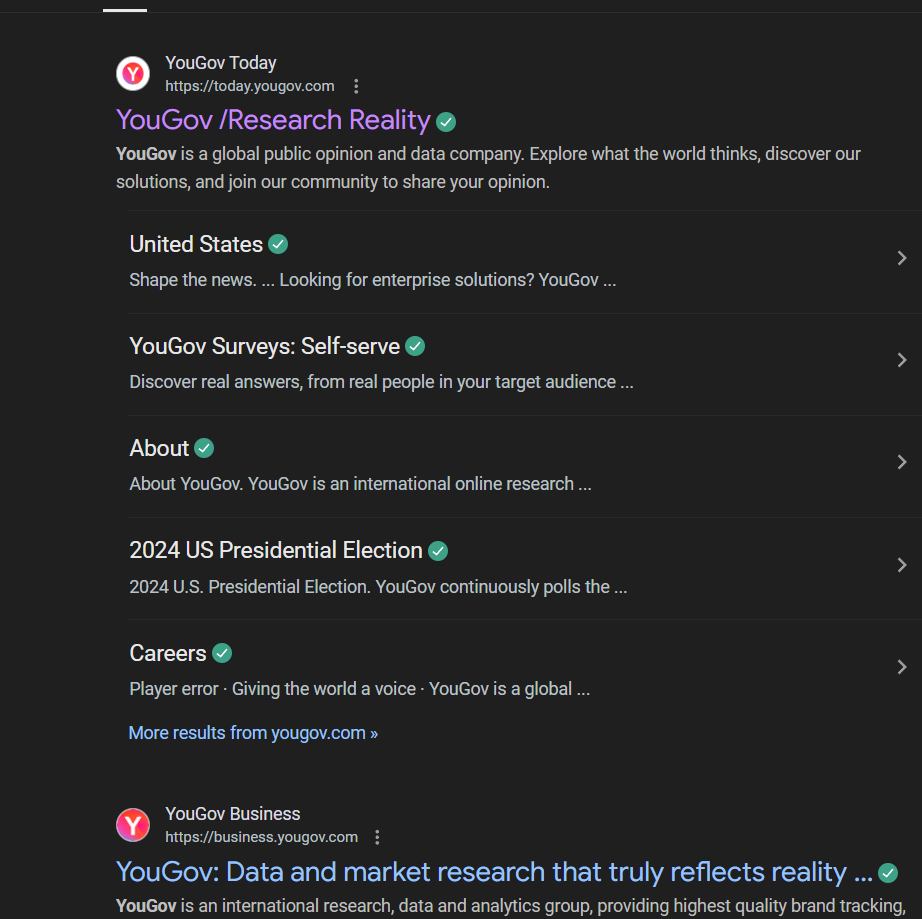 YouGov Today
https://today.yougov.com
YouGov /Research Reality
YouGov is a global public opinion and data company. Explore what the world thinks, discover our
solutions, and join our community to share your opinion.
United States
Shape the news. ... Looking for enterprise solutions? YouGov ...
YouGov Surveys: Self-serve
Discover real answers, from real people in your target audience ...
About
About YouGov. YouGov is an international online research ...
2024 US Presidential Election
2024 U.S. Presidential Election. YouGov continuously polls the ...
Careers
Player error · Giving the world a voice · YouGov is a global ...
More results from yougov.com »
YouGov Business
https://business.yougov.com
YouGov: Data and market research that truly reflects reality ...
YouGov is an international research, data and analytics group, providing highest quality brand tracking,